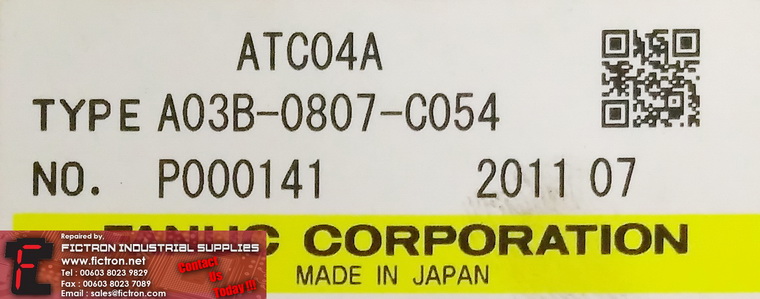 ATC04A
TYPE A03B-0807-C054
NO. P000141 2011 07
FANUC CORPORATION
MADE IN JAPAN
Repaired by,
FICTRON INDUSTRIAL SUPPLIES
www.fictron.net
Tel : 00603 8023 9829
Fax : 00603 8023 7089
Email : sales@fictron.com
Contact
Us
Today !!!